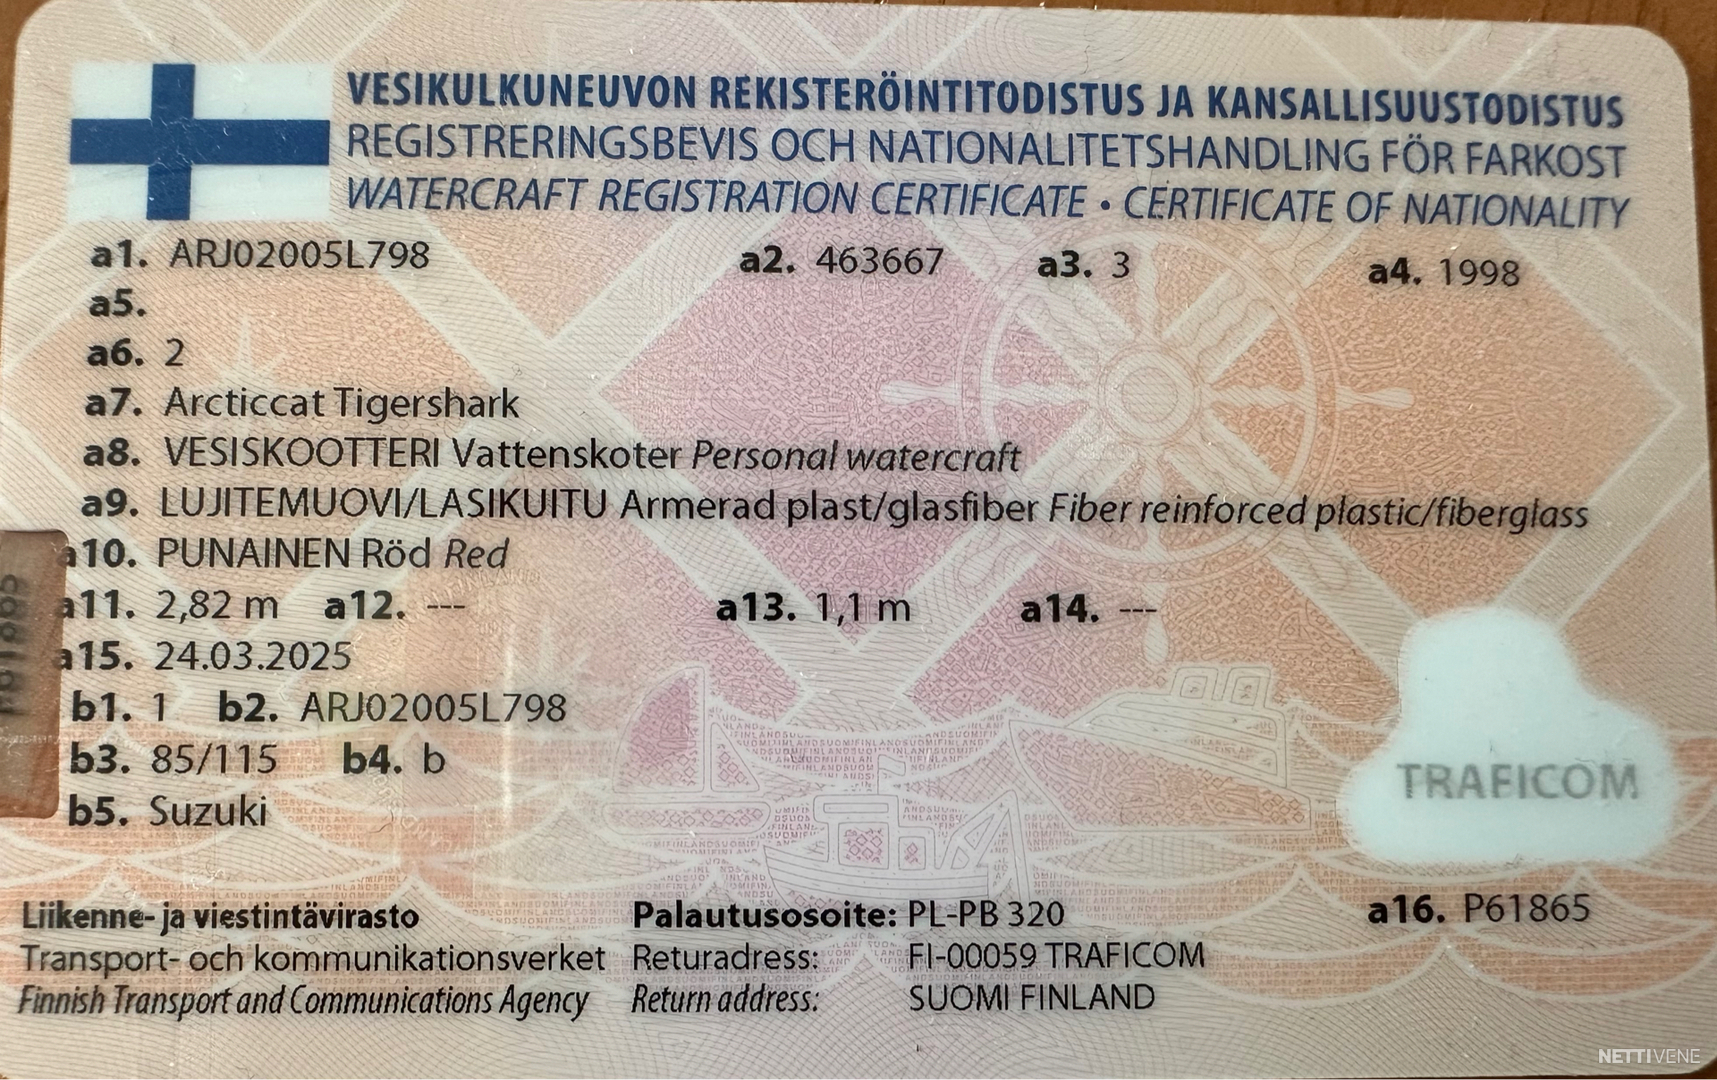 VESIKULKUNEUVON REKISTERÖINTITODISTUS JA KANSALLISUUSTODISTUS
REGISTRERINGSBEVIS OCH NATIONALITETSHANDLING FÖR FARKOST
WATERCRAFT REGISTRATION CERTIFICATE • CERTIFICATE OF NATIONALITY
a1. ARJ02005L798 a2. 463667 a3. 3 a4. 1998
a5.
a6. 2
a7. Arcticcat Tigershark
a8. VESISKOOTTERI Vattenskoter Personal watercraft
a9. LUJITEMUOVI/LASIKUITU Armerad plast/glasfiber Fiber reinforced plastic/fiberglass
a10. PUNAINEN Röd Red
a11. 2,82 m a12. --- a13. 1,1 m a14. ---
a15. 24.03.2025
b1. 1 b2. ARJ02005L798
b3. 85/115 b4. b
b5. Suzuki
TRAFICOM
a16. P61865
Liikenne- ja viestintävirasto
Transport- och kommunikationsverket
Finnish Transport and Communications Agency
Palautusosoite: PL-PB 320
Returadress: FI-00059 TRAFICOM
Return address: SUOMI FINLAND
NETTIVENE